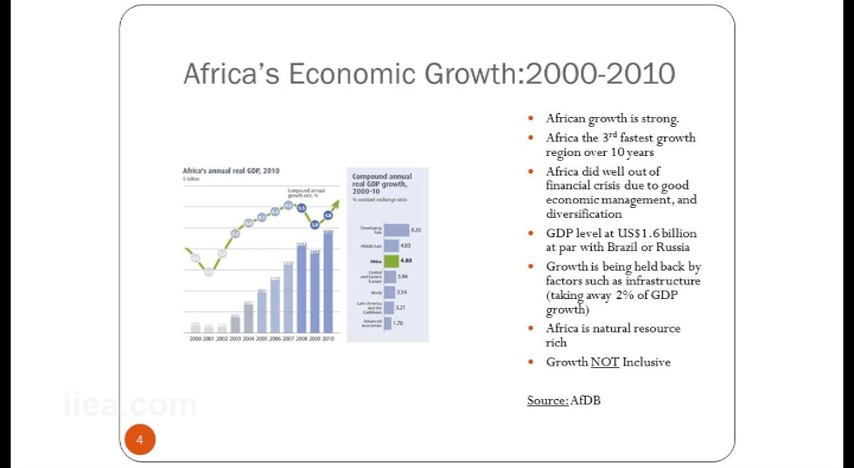 Africa's Economic Growth:2000-2010
Africa's annual real GDP, 2010
$ billion
Compound annual
growth rate, %
2000 2001 2002 2003 2004 2005 2006 2007 2008 2009 2010
Compound annual
real GDP growth,
2000-10
% constant exchange rates
Developing
Asia
8.20
Middle East
4.83
Africa
4.80
Central
and Eastern
Europe
3.94
World
3.54
Latin America
and the
Caribbean
3.21
Advanced
economies
1.70
• African growth is strong.
• Africa the 3rd fastest growth
region over 10 years
• Africa did well out of
financial crisis due to good
economic management, and
diversification
• GDP level at US$1.6 billion
at par with Brazil or Russia
• Growth is being held back by
factors such as infrastructure
(taking away 2% of GDP
growth)
• Africa is natural resource
rich
• Growth NOT Inclusive
Source: AfDB
iiea.com
4